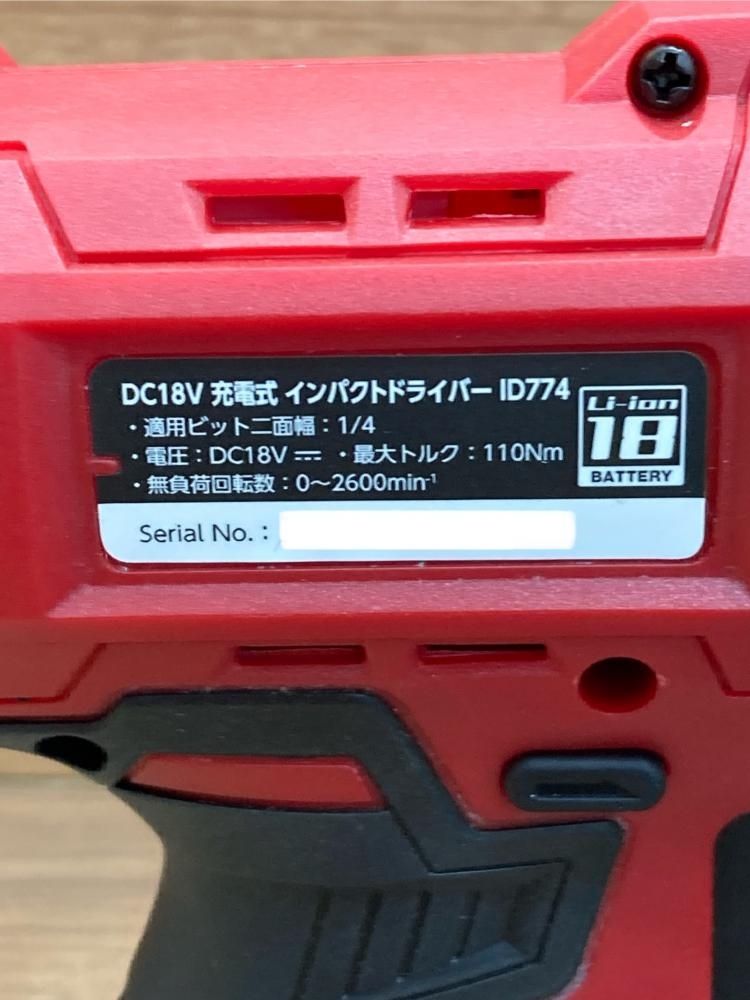 DC18V 充電式 インパクトドライバー ID774
・適用ビット二面幅：1/4
・電圧：DC18V ⎓ ・最大トルク：110Nm
・無負荷回転数：0～2600min⁻¹
Li-ion
18
BATTERY
Serial No.：